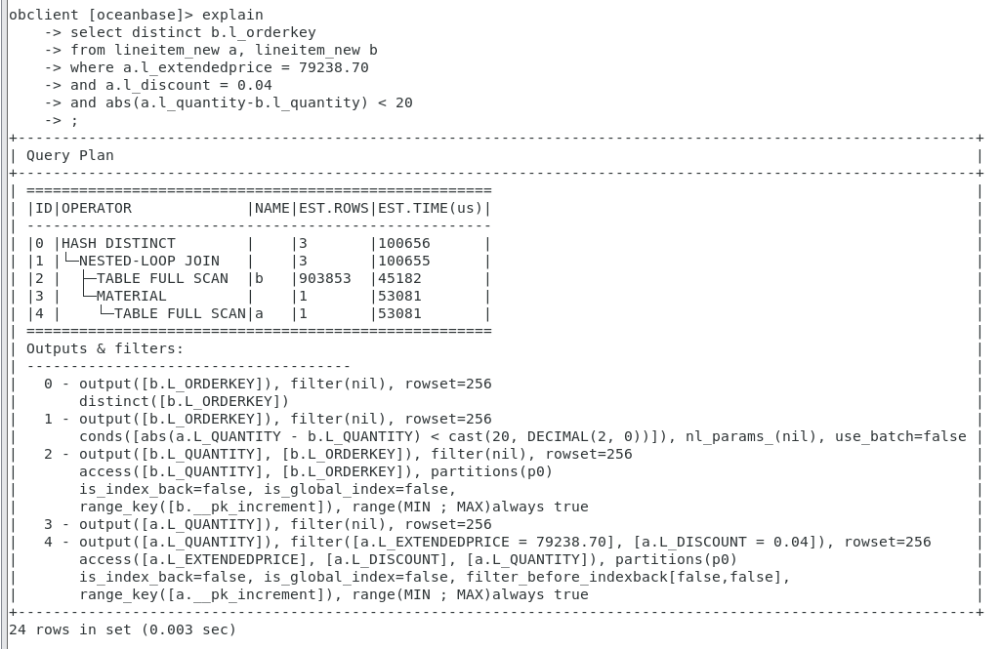 obclient [oceanbase]> explain
    -> select distinct b.l_orderkey
    -> from lineitem_new a, lineitem_new b
    -> where a.l_extendedprice = 79238.70
    -> and a.l_discount = 0.04
    -> and abs(a.l_quantity-b.l_quantity) < 20
    -> ;
+-------------------------------------------------------------------------------------------------------------+
| Query Plan                                                                                                  |
+-------------------------------------------------------------------------------------------------------------+
| =====================================================                                                       |
| |ID|OPERATOR             |NAME|EST.ROWS|EST.TIME(us)|                                                       |
| -----------------------------------------------------                                                       |
| |0 |HASH DISTINCT        |    |3       |100656      |                                                       |
| |1 |└─NESTED-LOOP JOIN   |    |3       |100655      |                                                       |
| |2 |  ├─TABLE FULL SCAN  |b   |903853  |45182       |                                                       |
| |3 |  └─MATERIAL         |    |1       |53081       |                                                       |
| |4 |    └─TABLE FULL SCAN|a   |1       |53081       |                                                       |
| =====================================================                                                       |
| Outputs & filters:                                                                                          |
| -------------------------------------                                                                       |
|   0 - output([b.L_ORDERKEY]), filter(nil), rowset=256                                                       |
|       distinct([b.L_ORDERKEY])                                                                              |
|   1 - output([b.L_ORDERKEY]), filter(nil), rowset=256                                                       |
|       conds([abs(a.L_QUANTITY - b.L_QUANTITY) < cast(20, DECIMAL(2, 0))]), nl_params_(nil), use_batch=false |
|   2 - output([b.L_QUANTITY], [b.L_ORDERKEY]), filter(nil), rowset=256                                       |
|       access([b.L_QUANTITY], [b.L_ORDERKEY]), partitions(p0)                                                |
|       is_index_back=false, is_global_index=false,                                                           |
|       range_key([b.__pk_increment]), range(MIN ; MAX)always true                                            |
|   3 - output([a.L_QUANTITY]), filter(nil), rowset=256                                                       |
|   4 - output([a.L_QUANTITY]), filter([a.L_EXTENDEDPRICE = 79238.70], [a.L_DISCOUNT = 0.04]), rowset=256     |
|       access([a.L_EXTENDEDPRICE], [a.L_DISCOUNT], [a.L_QUANTITY]), partitions(p0)                           |
|       is_index_back=false, is_global_index=false, filter_before_indexback[false,false],                     |
|       range_key([a.__pk_increment]), range(MIN ; MAX)always true                                            |
+-------------------------------------------------------------------------------------------------------------+
24 rows in set (0.003 sec)